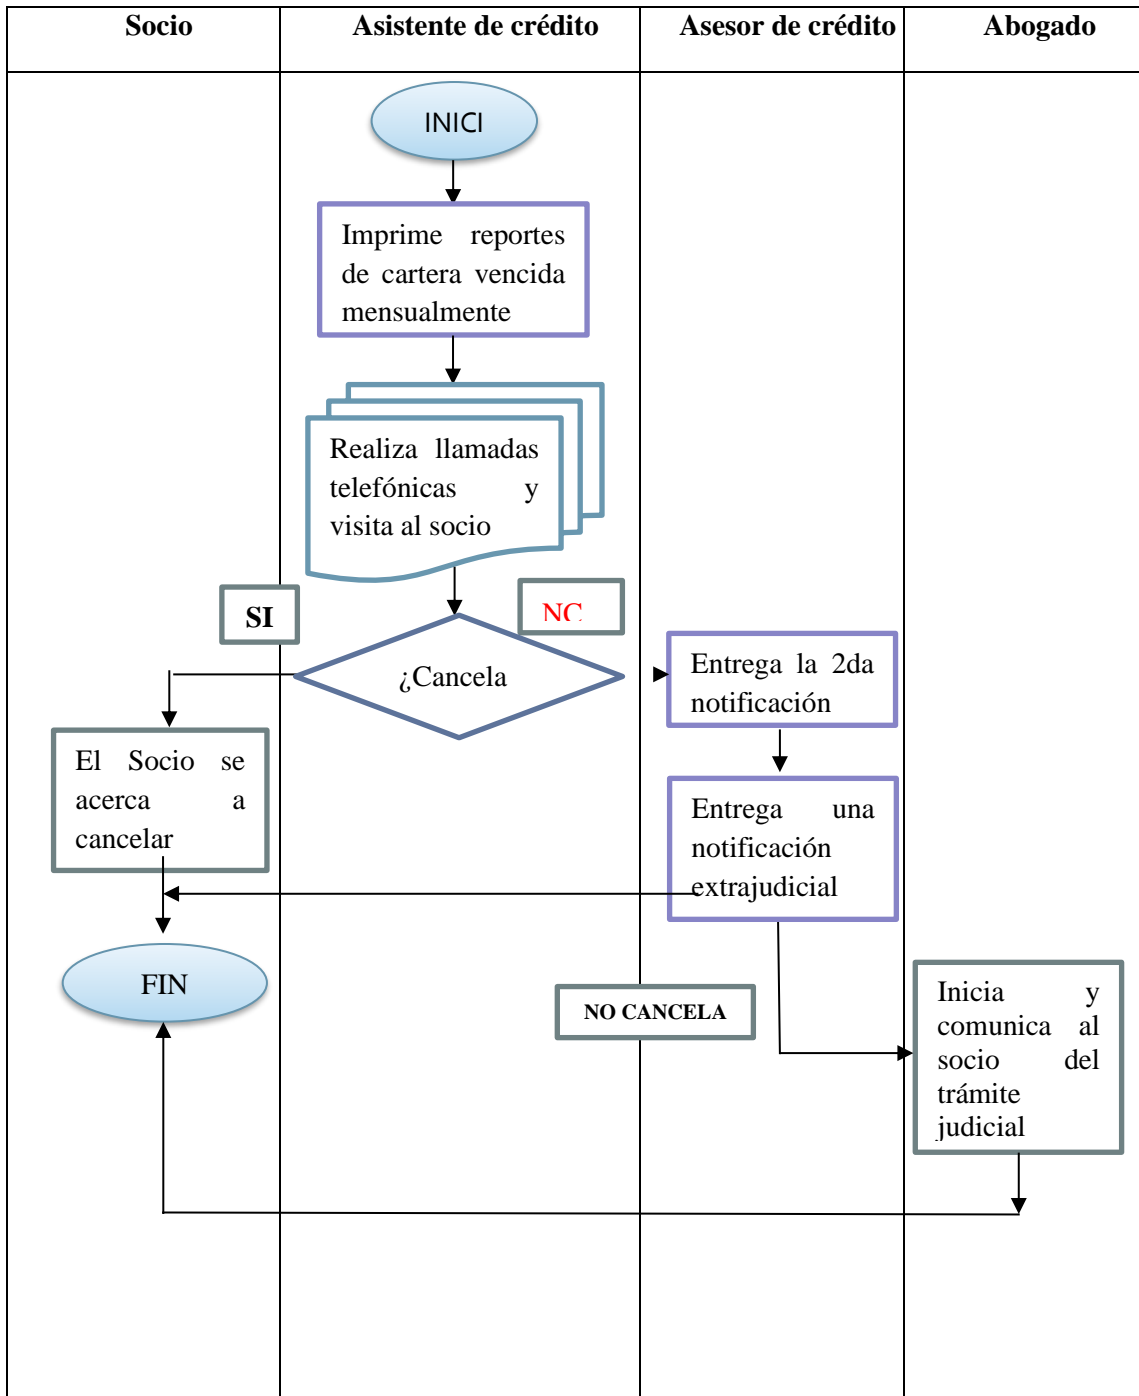 Socio
Asistente de crédito
Asesor de crédito
Abogado
INICI
Imprime reportes
de cartera vencida
mensualmente
Realiza llamadas
telefónicas y
visita al socio
SI
NC
¿Cancela
Entrega la 2da
notificación
El Socio se
acerca a
cancelar
Entrega una
notificación
extrajudicial
FIN
NO CANCELA
Inicia y
comunica al
socio del
trámite
judicial